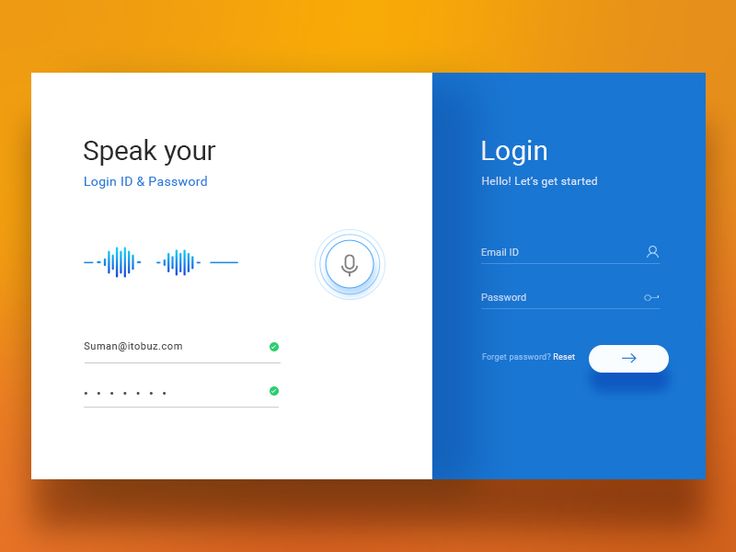 Speak your
Login ID & Password
Suman@itobuz.com
• • • • • • •
Login
Hello! Let's get started
Email ID
Password
Forget password? Reset